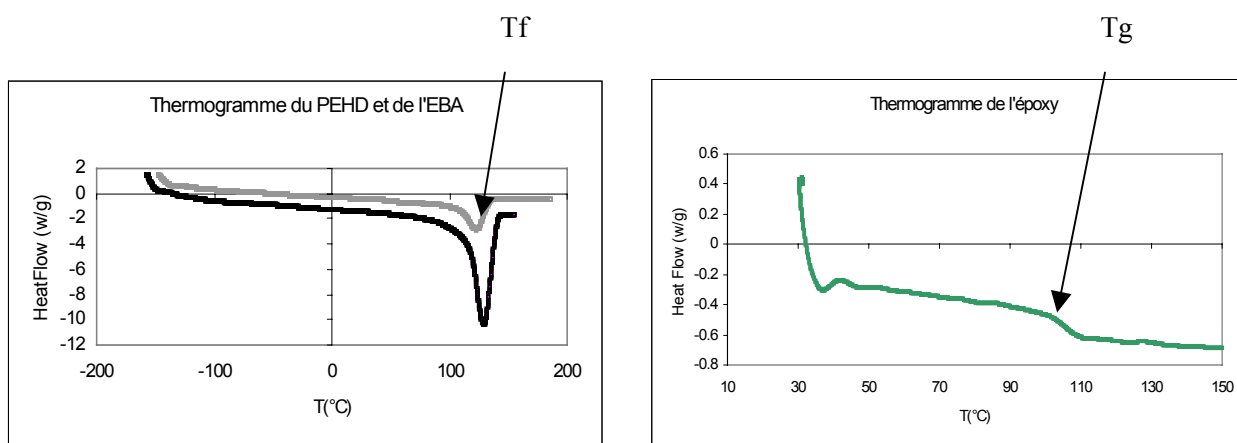 Tf
Tg
Thermogramme du PEHD et de l'EBA
HeatFlow (w/g)
2
0
-2
-4
-6
-8
-10
-12
-200 -100 0 100 200
T(°C)
Thermogramme de l'époxy
Heat Flow (w/g)
0.6
0.4
0.2
0
-0.2
-0.4
-0.6
-0.8
10 30 50 70 90 110 130 150
T(°C)